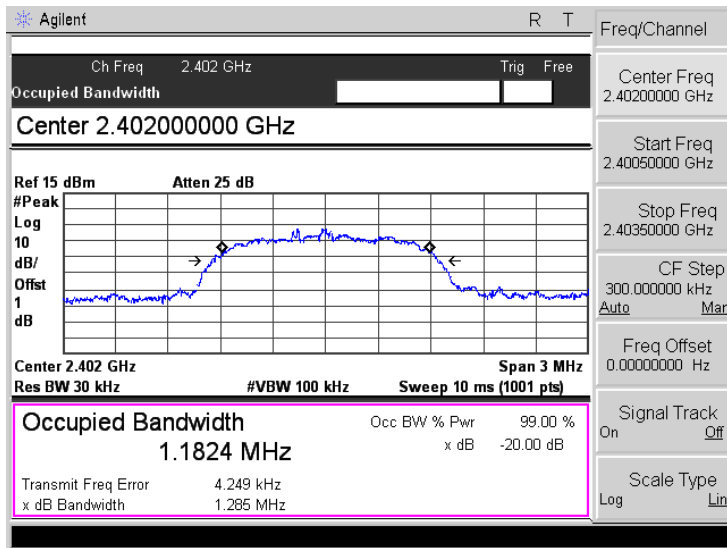 Agilent R T
Ch Freq 2.402 GHz Trig Free
Occupied Bandwidth
Center 2.402000000 GHz
Ref 15 dBm Atten 25 dB
#Peak
Log
10
dB/
Offst
1
dB
Center 2.402 GHz Span 3 MHz
Res BW 30 kHz #VBW 100 kHz Sweep 10 ms (1001 pts)
Occupied Bandwidth Occ BW % Pwr 99.00 %
1.1824 MHz x dB -20.00 dB
Transmit Freq Error 4.249 kHz
x dB Bandwidth 1.285 MHz
Freq/Channel
Center Freq
2.40200000 GHz
Start Freq
2.40050000 GHz
Stop Freq
2.40350000 GHz
CF Step
300.000000 kHz
Auto Man
Freq Offset
0.00000000 Hz
Signal Track
On Off
Scale Type
Log Lin